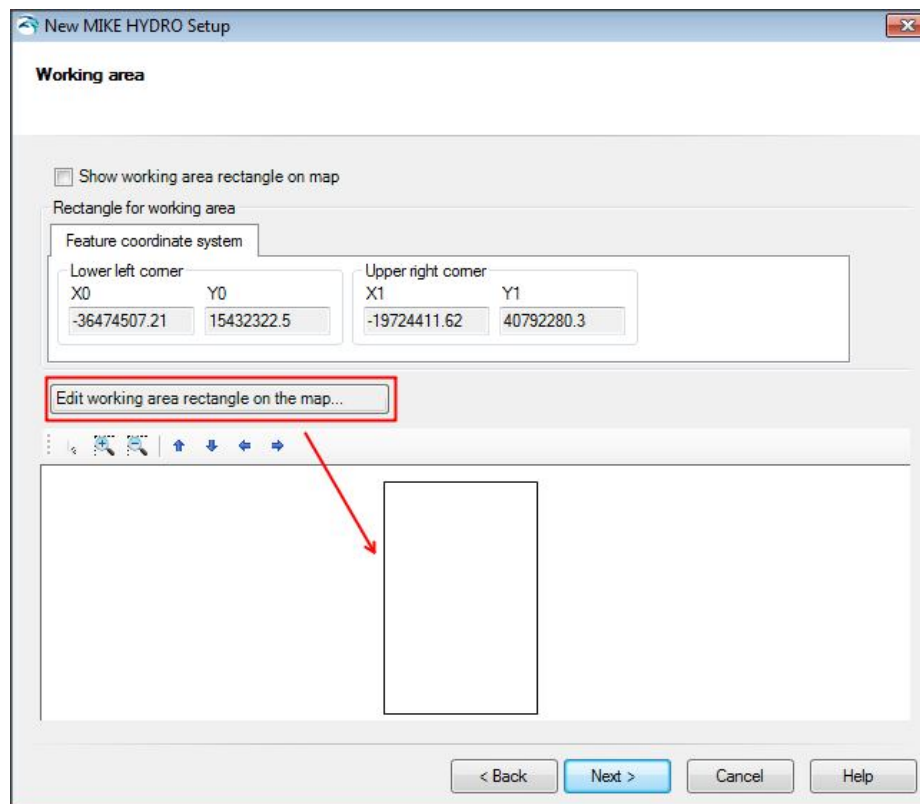 New MIKE HYDRO Setup
Working area
Show working area rectangle on map
Rectangle for working area
Feature coordinate system
Lower left corner Upper right corner
X0 Y0 X1 Y1
-36474507.21 15432322.5 -19724411.62 40792280.3
Edit working area rectangle on the map...
< Back Next > Cancel Help